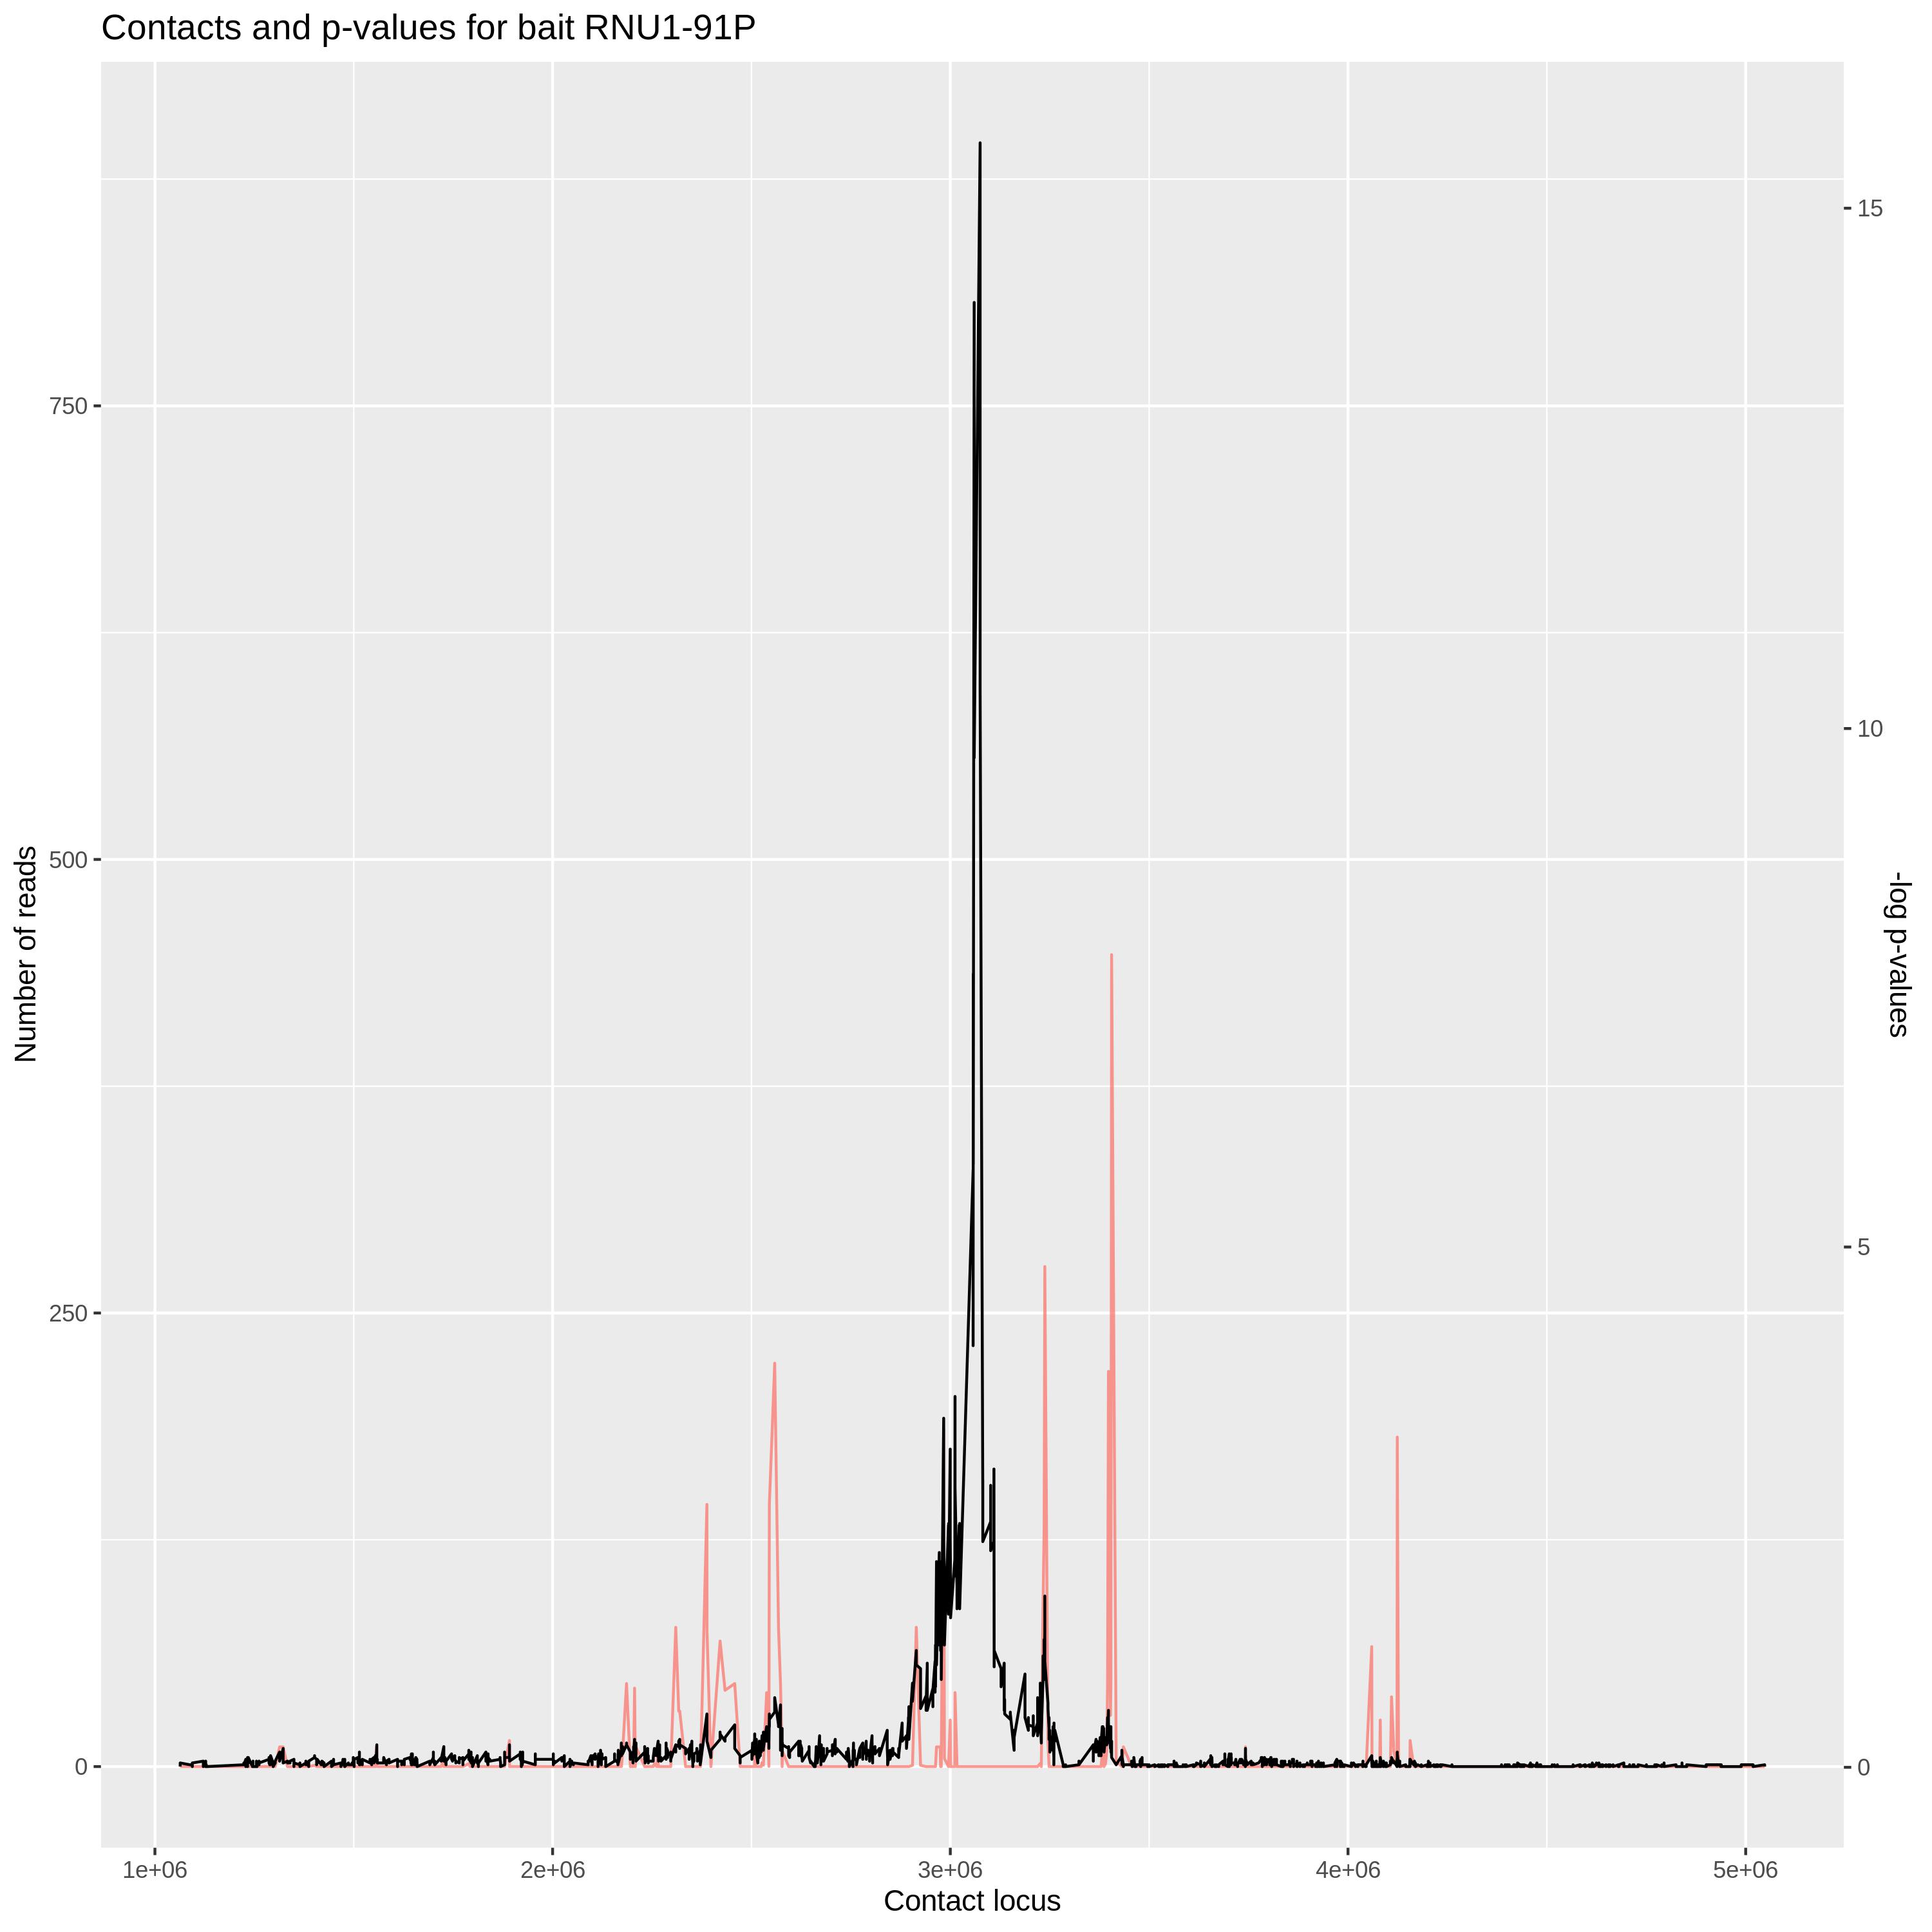 Contacts and p-values for bait RNU1-91P
750
500
250
0
Number of reads
15
10
5
0
-log p-values
1e+06 2e+06 3e+06 4e+06 5e+06
Contact locus